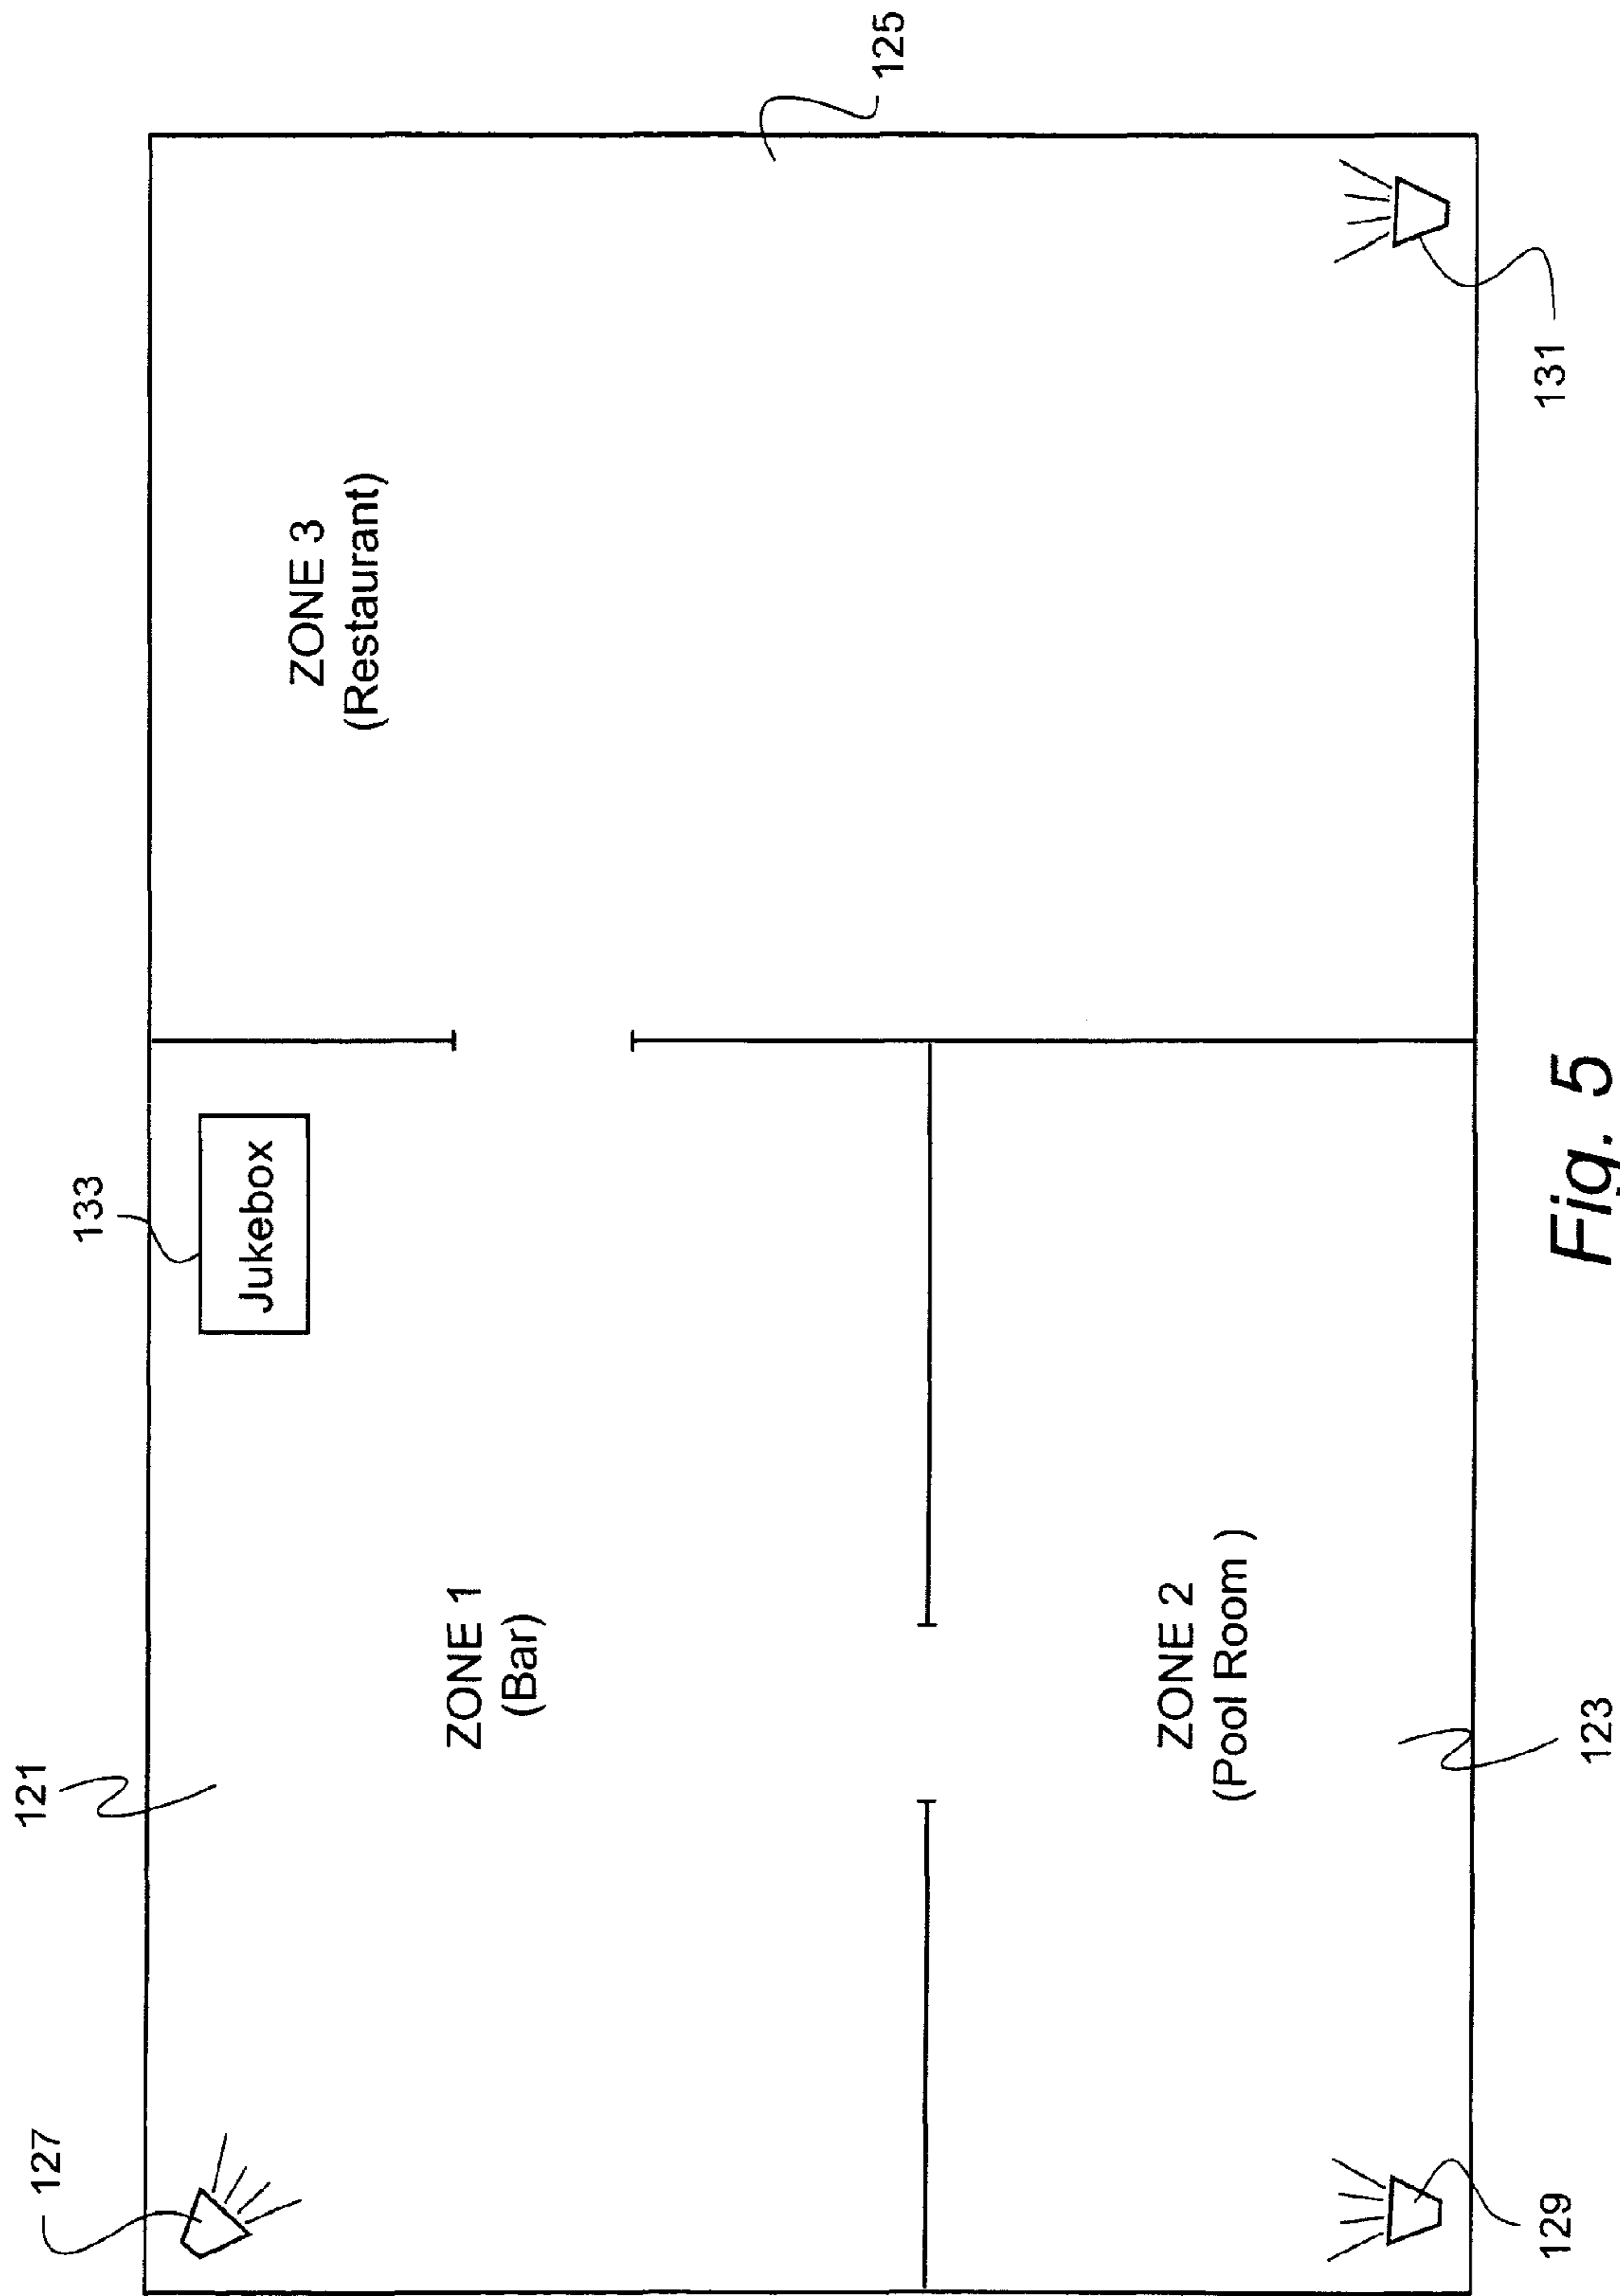 127
121
133
Jukebox
ZONE 1
(Bar)
ZONE 3
(Restaurant)
125
ZONE 2
(Pool Room )
129
123
131
Fig. 5